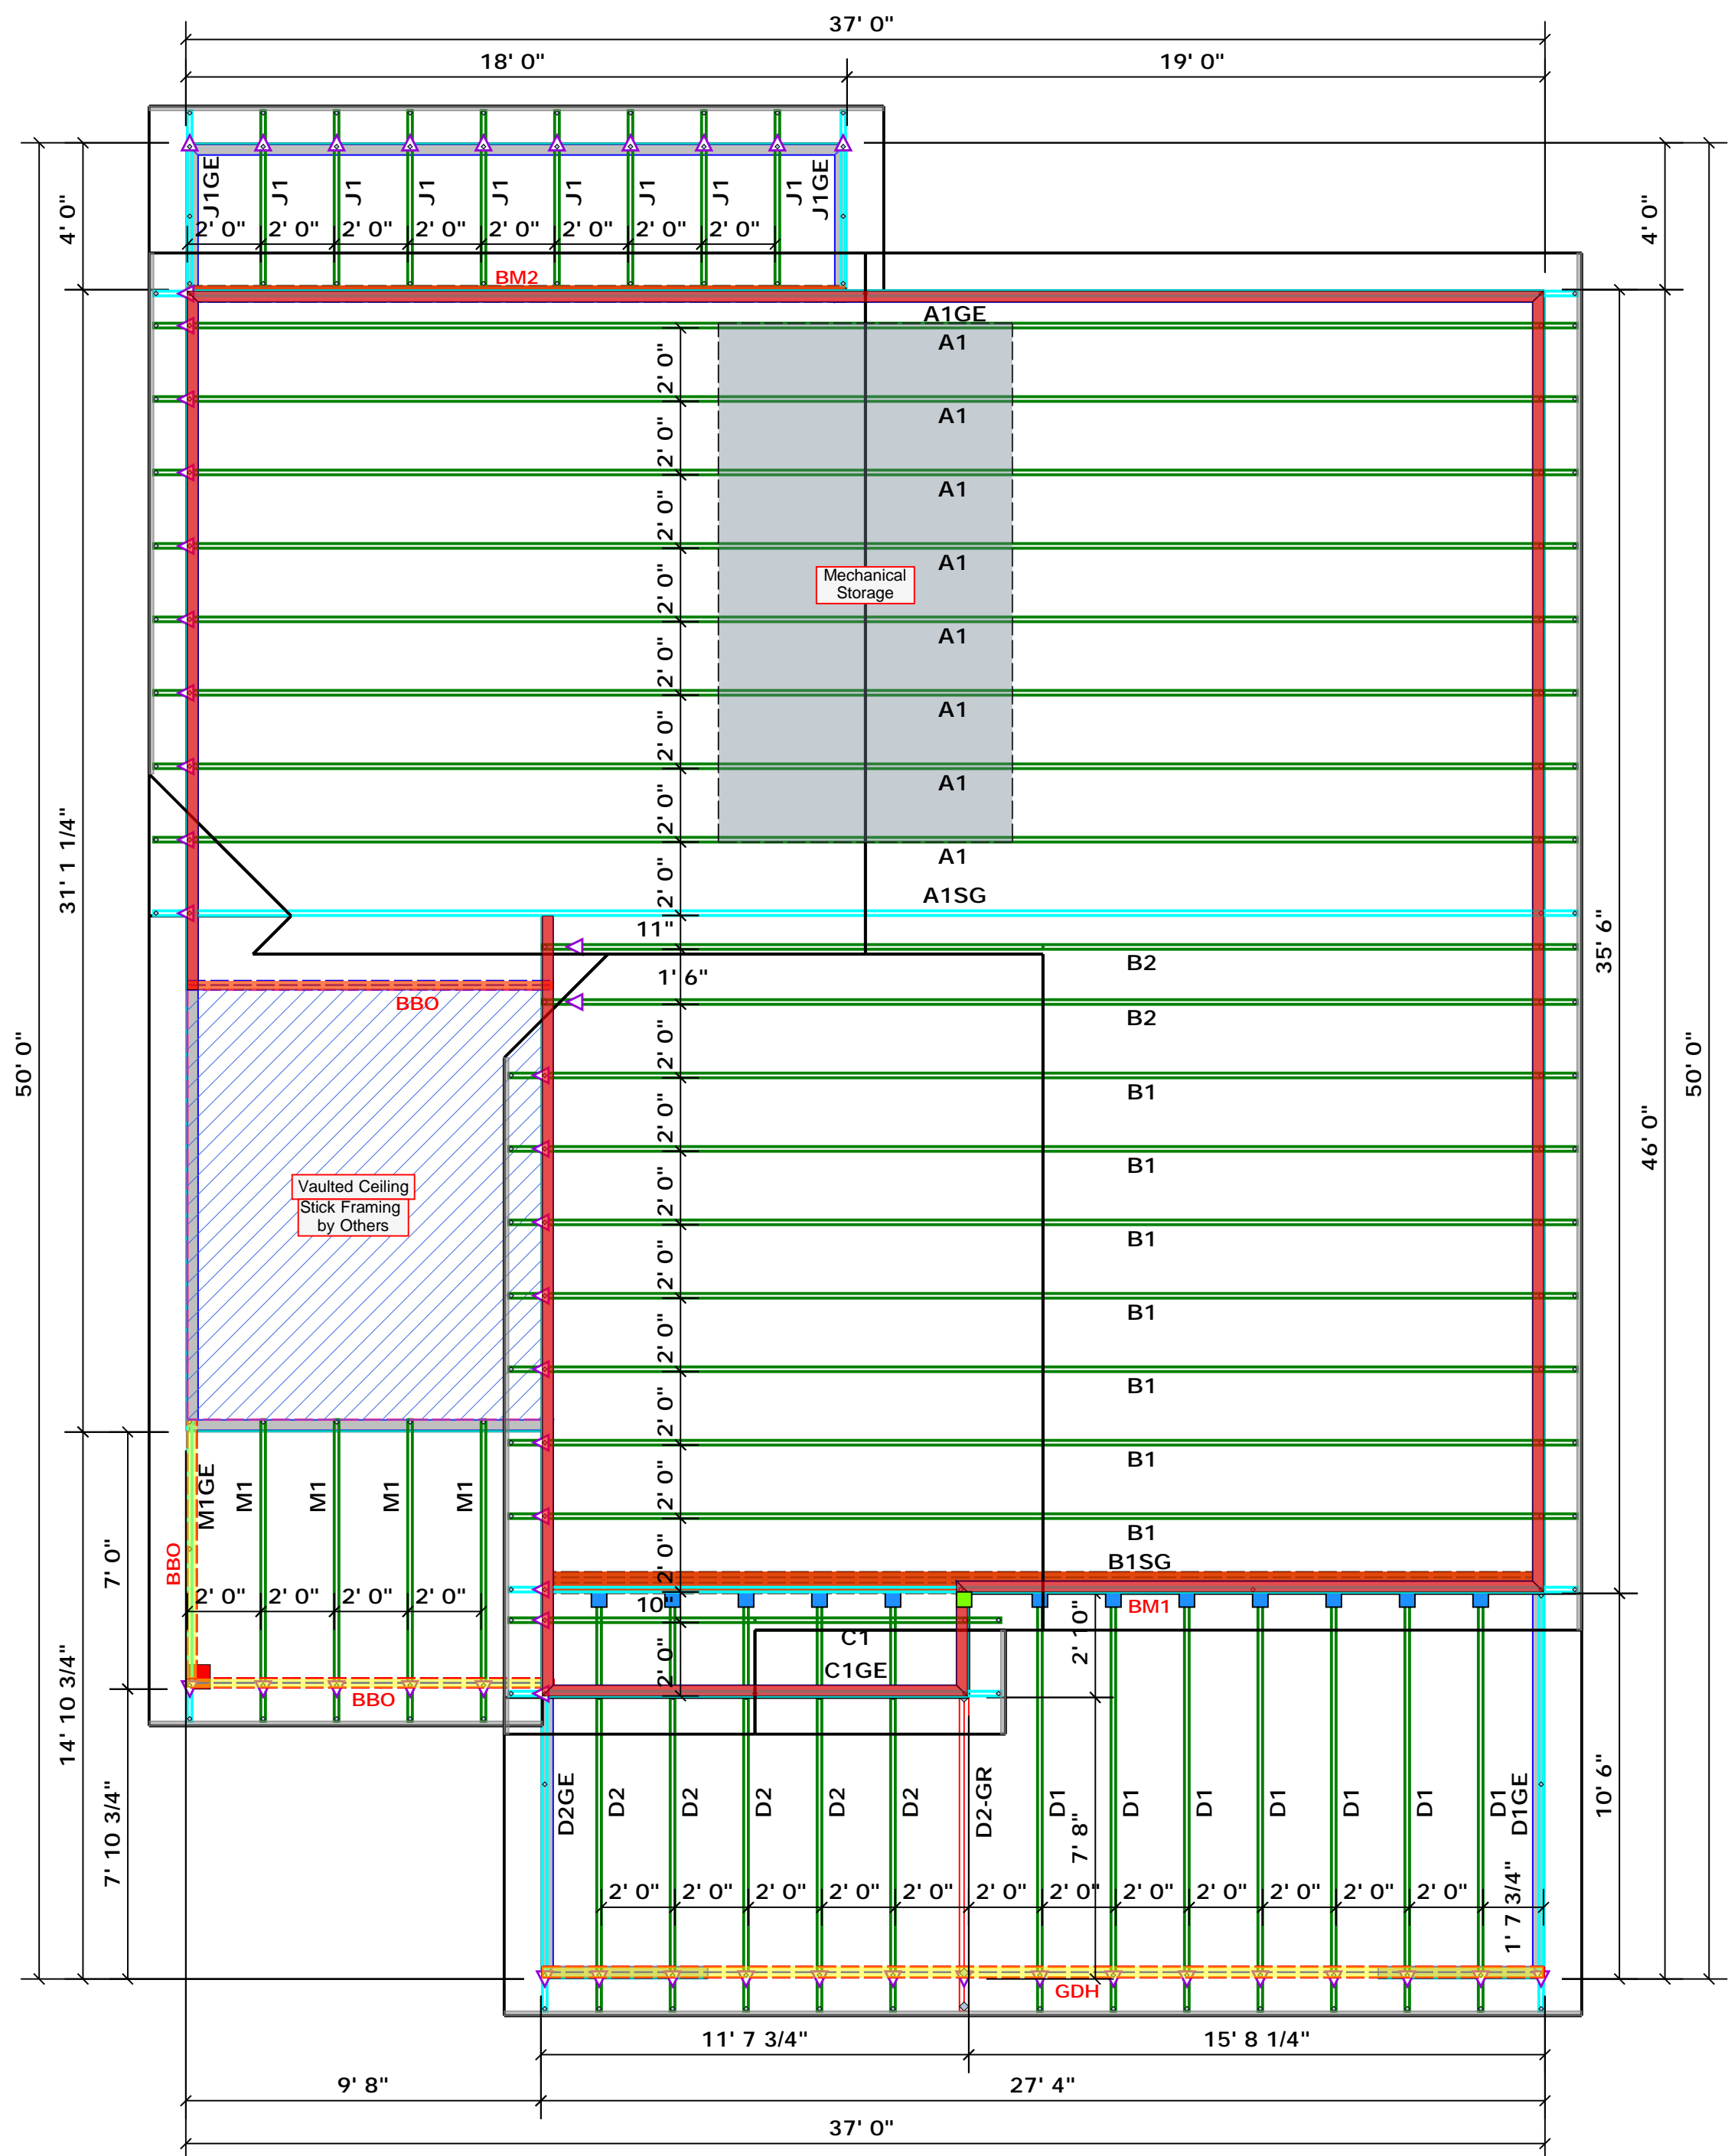 37' 0"
18' 0"
19' 0"
4' 0"
J1GE
J1
J1
J1
J1
J1
J1
J1
J1
J1GE
4' 0"
2' 0"
2' 0"
2' 0"
2' 0"
2' 0"
2' 0"
2' 0"
2' 0"
BM2
A1GE
A1
2' 0"
A1
2' 0"
A1
2' 0"
A1
Mechanical
Storage
2' 0"
A1
2' 0"
A1
2' 0"
A1
2' 0"
A1
31' 1 1/4"
2' 0"
A1SG
11"
35' 6"
B2
1' 6"
BBO
B2
50' 0"
2' 0"
50' 0"
B1
2' 0"
46' 0"
B1
Vaulted Ceiling
Stick Framing
by Others
2' 0"
B1
2' 0"
B1
2' 0"
B1
2' 0"
B1
M1GE
M1
M1
M1
M1
2' 0"
B1
7' 0"
BBO
2' 0"
B1SG
2' 0"
2' 0"
2' 0"
2' 0"
10"
BM1
2' 10"
C1
2' 0"
C1GE
BBO
14' 10 3/4"
7' 10 3/4"
D2GE
D2
D2
D2
D2
D2
D2-GR
7' 8"
D1
D1
D1
D1
D1
D1
D1
D1GE
10' 6"
2' 0"
2' 0"
2' 0"
2' 0"
2' 0"
2' 0"
2' 0"
2' 0"
2' 0"
2' 0"
2' 0"
2' 0"
1' 7 3/4"
GDH
11' 7 3/4"
15' 8 1/4"
9' 8"
27' 4"
37' 0"